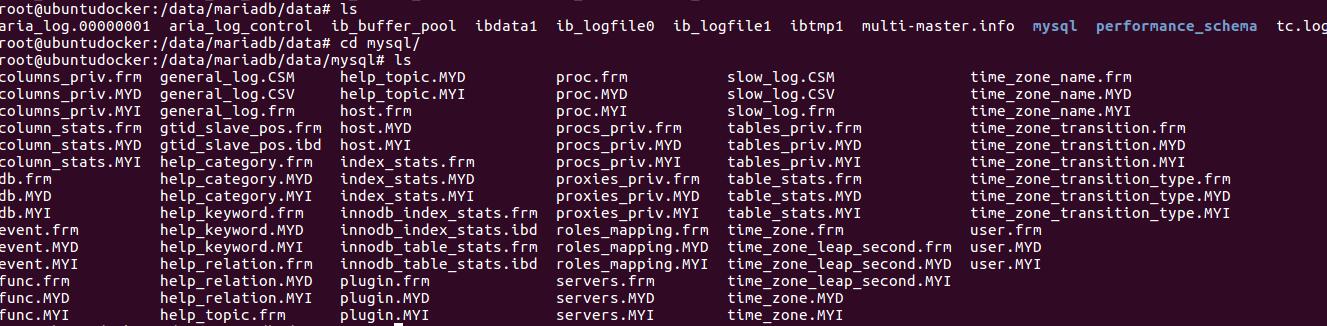 root@ubuntudocker:/data/mariadb/data# ls
aria_log.00000001 aria_log_control ib_buffer_pool ibdata1 ib_logfile0 ib_logfile1 ibtmp1 multi-master.info mysql performance_schema tc.log
root@ubuntudocker:/data/mariadb/data# cd mysql/
root@ubuntudocker:/data/mariadb/data/mysql# ls
columns_priv.frm general_log.CSM help_topic.MYD proc.frm slow_log.CSM time_zone_name.frm
columns_priv.MYD general_log.CSV help_topic.MYI proc.MYD slow_log.CSV time_zone_name.MYD
columns_priv.MYI general_log.frm host.frm proc.MYI slow_log.frm time_zone_name.MYI
column_stats.frm gtid_slave_pos.frm host.MYD procs_priv.frm tables_priv.frm time_zone_transition.frm
column_stats.MYD gtid_slave_pos.ibd host.MYI procs_priv.MYD tables_priv.MYD time_zone_transition.MYD
column_stats.MYI help_category.frm index_stats.frm procs_priv.MYI tables_priv.MYI time_zone_transition.MYI
db.frm help_category.MYD index_stats.MYD proxies_priv.frm table_stats.frm time_zone_transition_type.frm
db.MYD help_category.MYI index_stats.MYI proxies_priv.MYD table_stats.MYD time_zone_transition_type.MYD
db.MYI help_keyword.frm innodb_index_stats.frm proxies_priv.MYI table_stats.MYI time_zone_transition_type.MYI
event.frm help_keyword.MYD innodb_index_stats.ibd roles_mapping.frm time_zone.frm user.frm
event.MYD help_keyword.MYI innodb_table_stats.frm roles_mapping.MYD time_zone_leap_second.frm user.MYD
event.MYI help_relation.frm innodb_table_stats.ibd roles_mapping.MYI time_zone_leap_second.MYD user.MYI
func.frm help_relation.MYD plugin.frm servers.frm time_zone_leap_second.MYI
func.MYD help_relation.MYI plugin.MYD servers.MYD time_zone.MYD
func.MYI help_topic.frm plugin.MYI servers.MYI time_zone.MYI